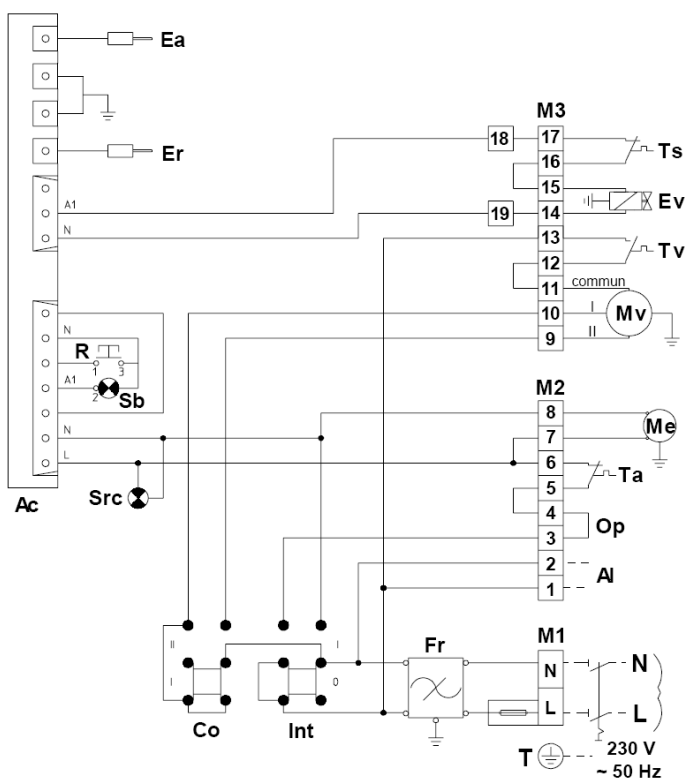 Ea
Er
A1
N
18
19
M3
17
16
15
14
13
12
11
10
9
Ts
Ev
Tv
commun
I
II
Mv
N
R
1
3
A1
2
Sb
N
L
Ac
Src
M2
8
7
6
5
4
3
2
1
Me
Ta
Op
Al
II
I
I
0
Co
Int
Fr
M1
N
L
N
L
T
230 V
~ 50 Hz